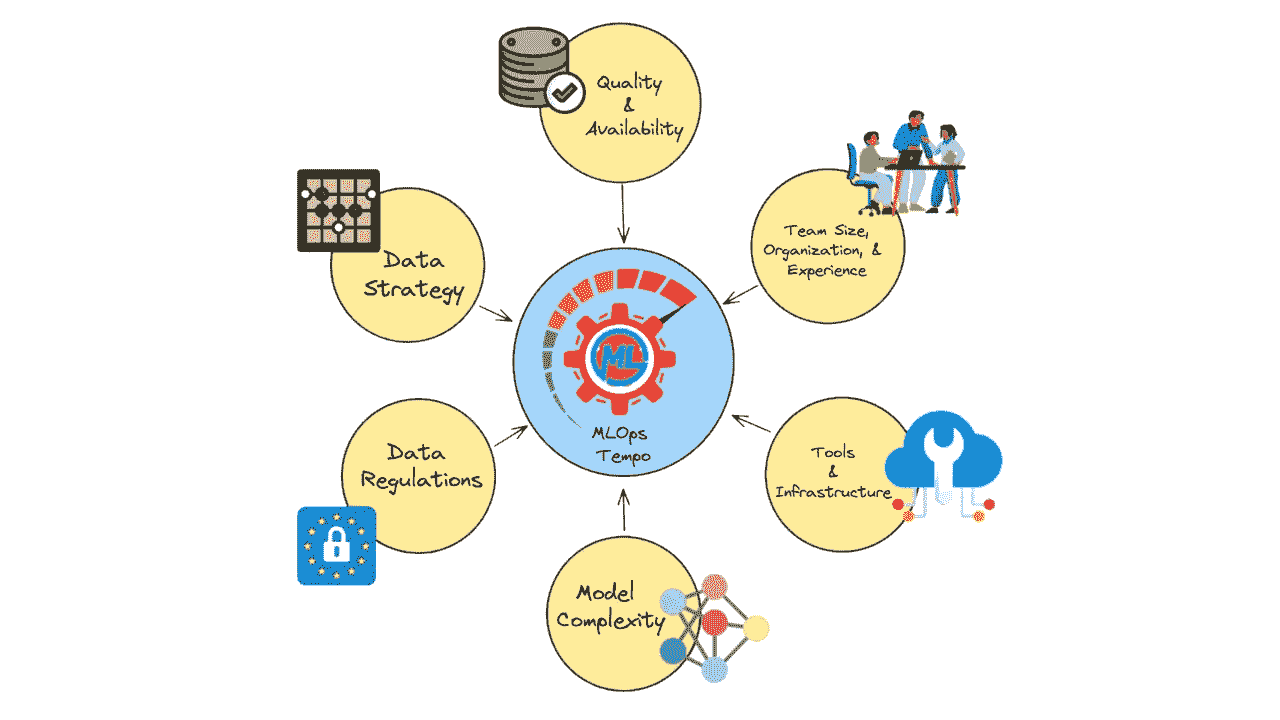 Quality
&
Availability
Team Size,
Organization, &
Experience
Data
Strategy
ML
MLOps
Tempo
Data
Regulations
Tools
&
Infrastructure
Model
Complexity